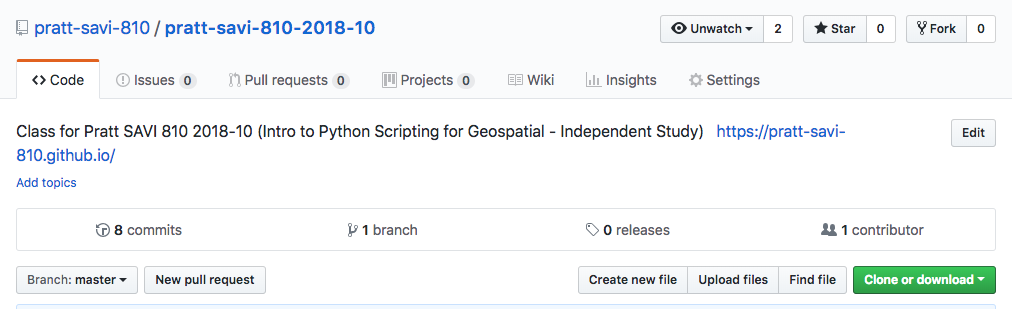 pratt-savi-810 / pratt-savi-810-2018-10 Unwatch 2 Star 0 Fork 0
Code Issues 0 Pull requests 0 Projects 0 Wiki Insights Settings
Class for Pratt SAVI 810 2018-10 (Intro to Python Scripting for Geospatial - Independent Study) https://pratt-savi-
810.github.io/ Edit
Add topics
8 commits 1 branch 0 releases 1 contributor
Branch: master New pull request Create new file Upload files Find file Clone or download